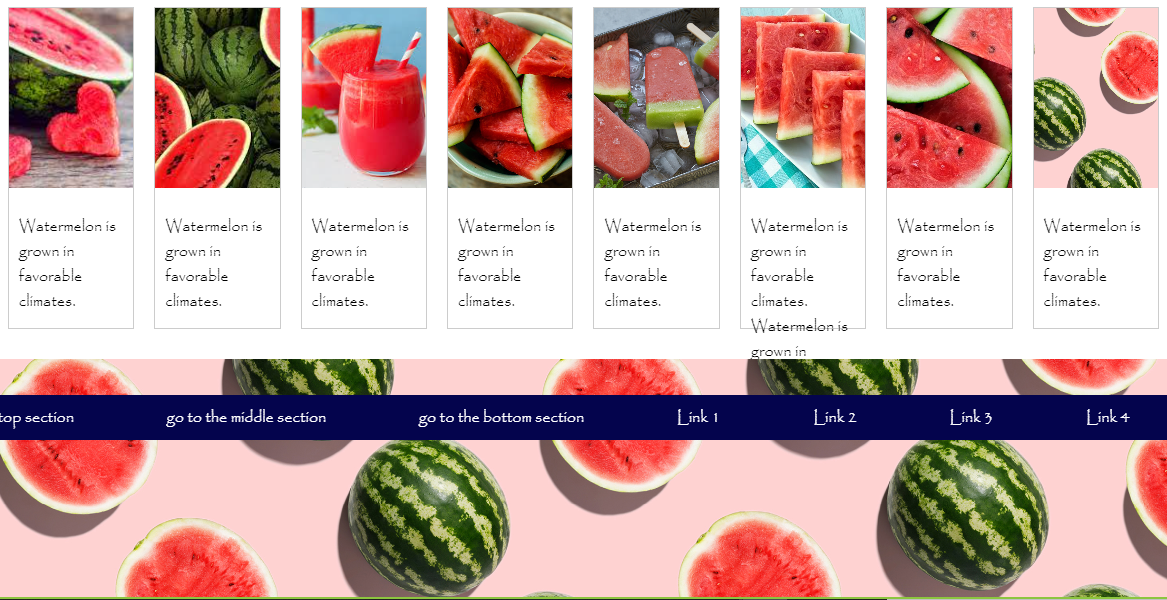 Watermelon is
grown in
favorable
climates.
Watermelon is
grown in
favorable
climates.
Watermelon is
grown in
favorable
climates.
Watermelon is
grown in
favorable
climates.
Watermelon is
grown in
favorable
climates.
Watermelon is
grown in
favorable
climates.
Watermelon is
grown in
Watermelon is
grown in
favorable
climates.
Watermelon is
grown in
favorable
climates.
top section go to the middle section go to the bottom section Link 1 Link 2 Link 3 Link 4